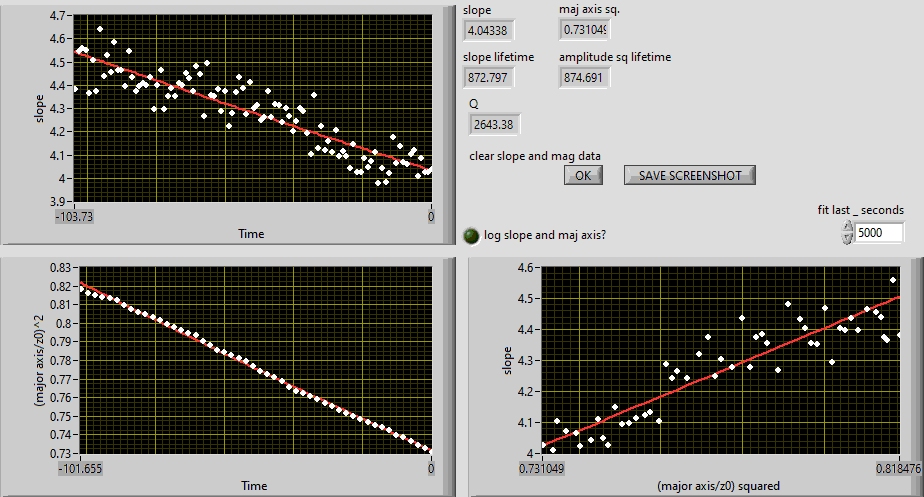 4.7
4.6
4.5
4.4
4.3
4.2
4.1
4
3.9
slope
-103.73
0
Time
slope
4.04338
maj axis sq.
0.731049
slope lifetime
872.797
amplitude sq lifetime
874.691
Q
2643.38
clear slope and mag data
OK
SAVE SCREENSHOT
fit last _ seconds
5000
log slope and maj axis?
0.83
0.82
0.81
0.8
0.79
0.78
0.77
0.76
0.75
0.74
0.73
(major axis/z0)^2
-101.655
0
Time
4.6
4.5
4.4
4.3
4.2
4.1
4
slope
0.731049
0.818476
(major axis/z0) squared